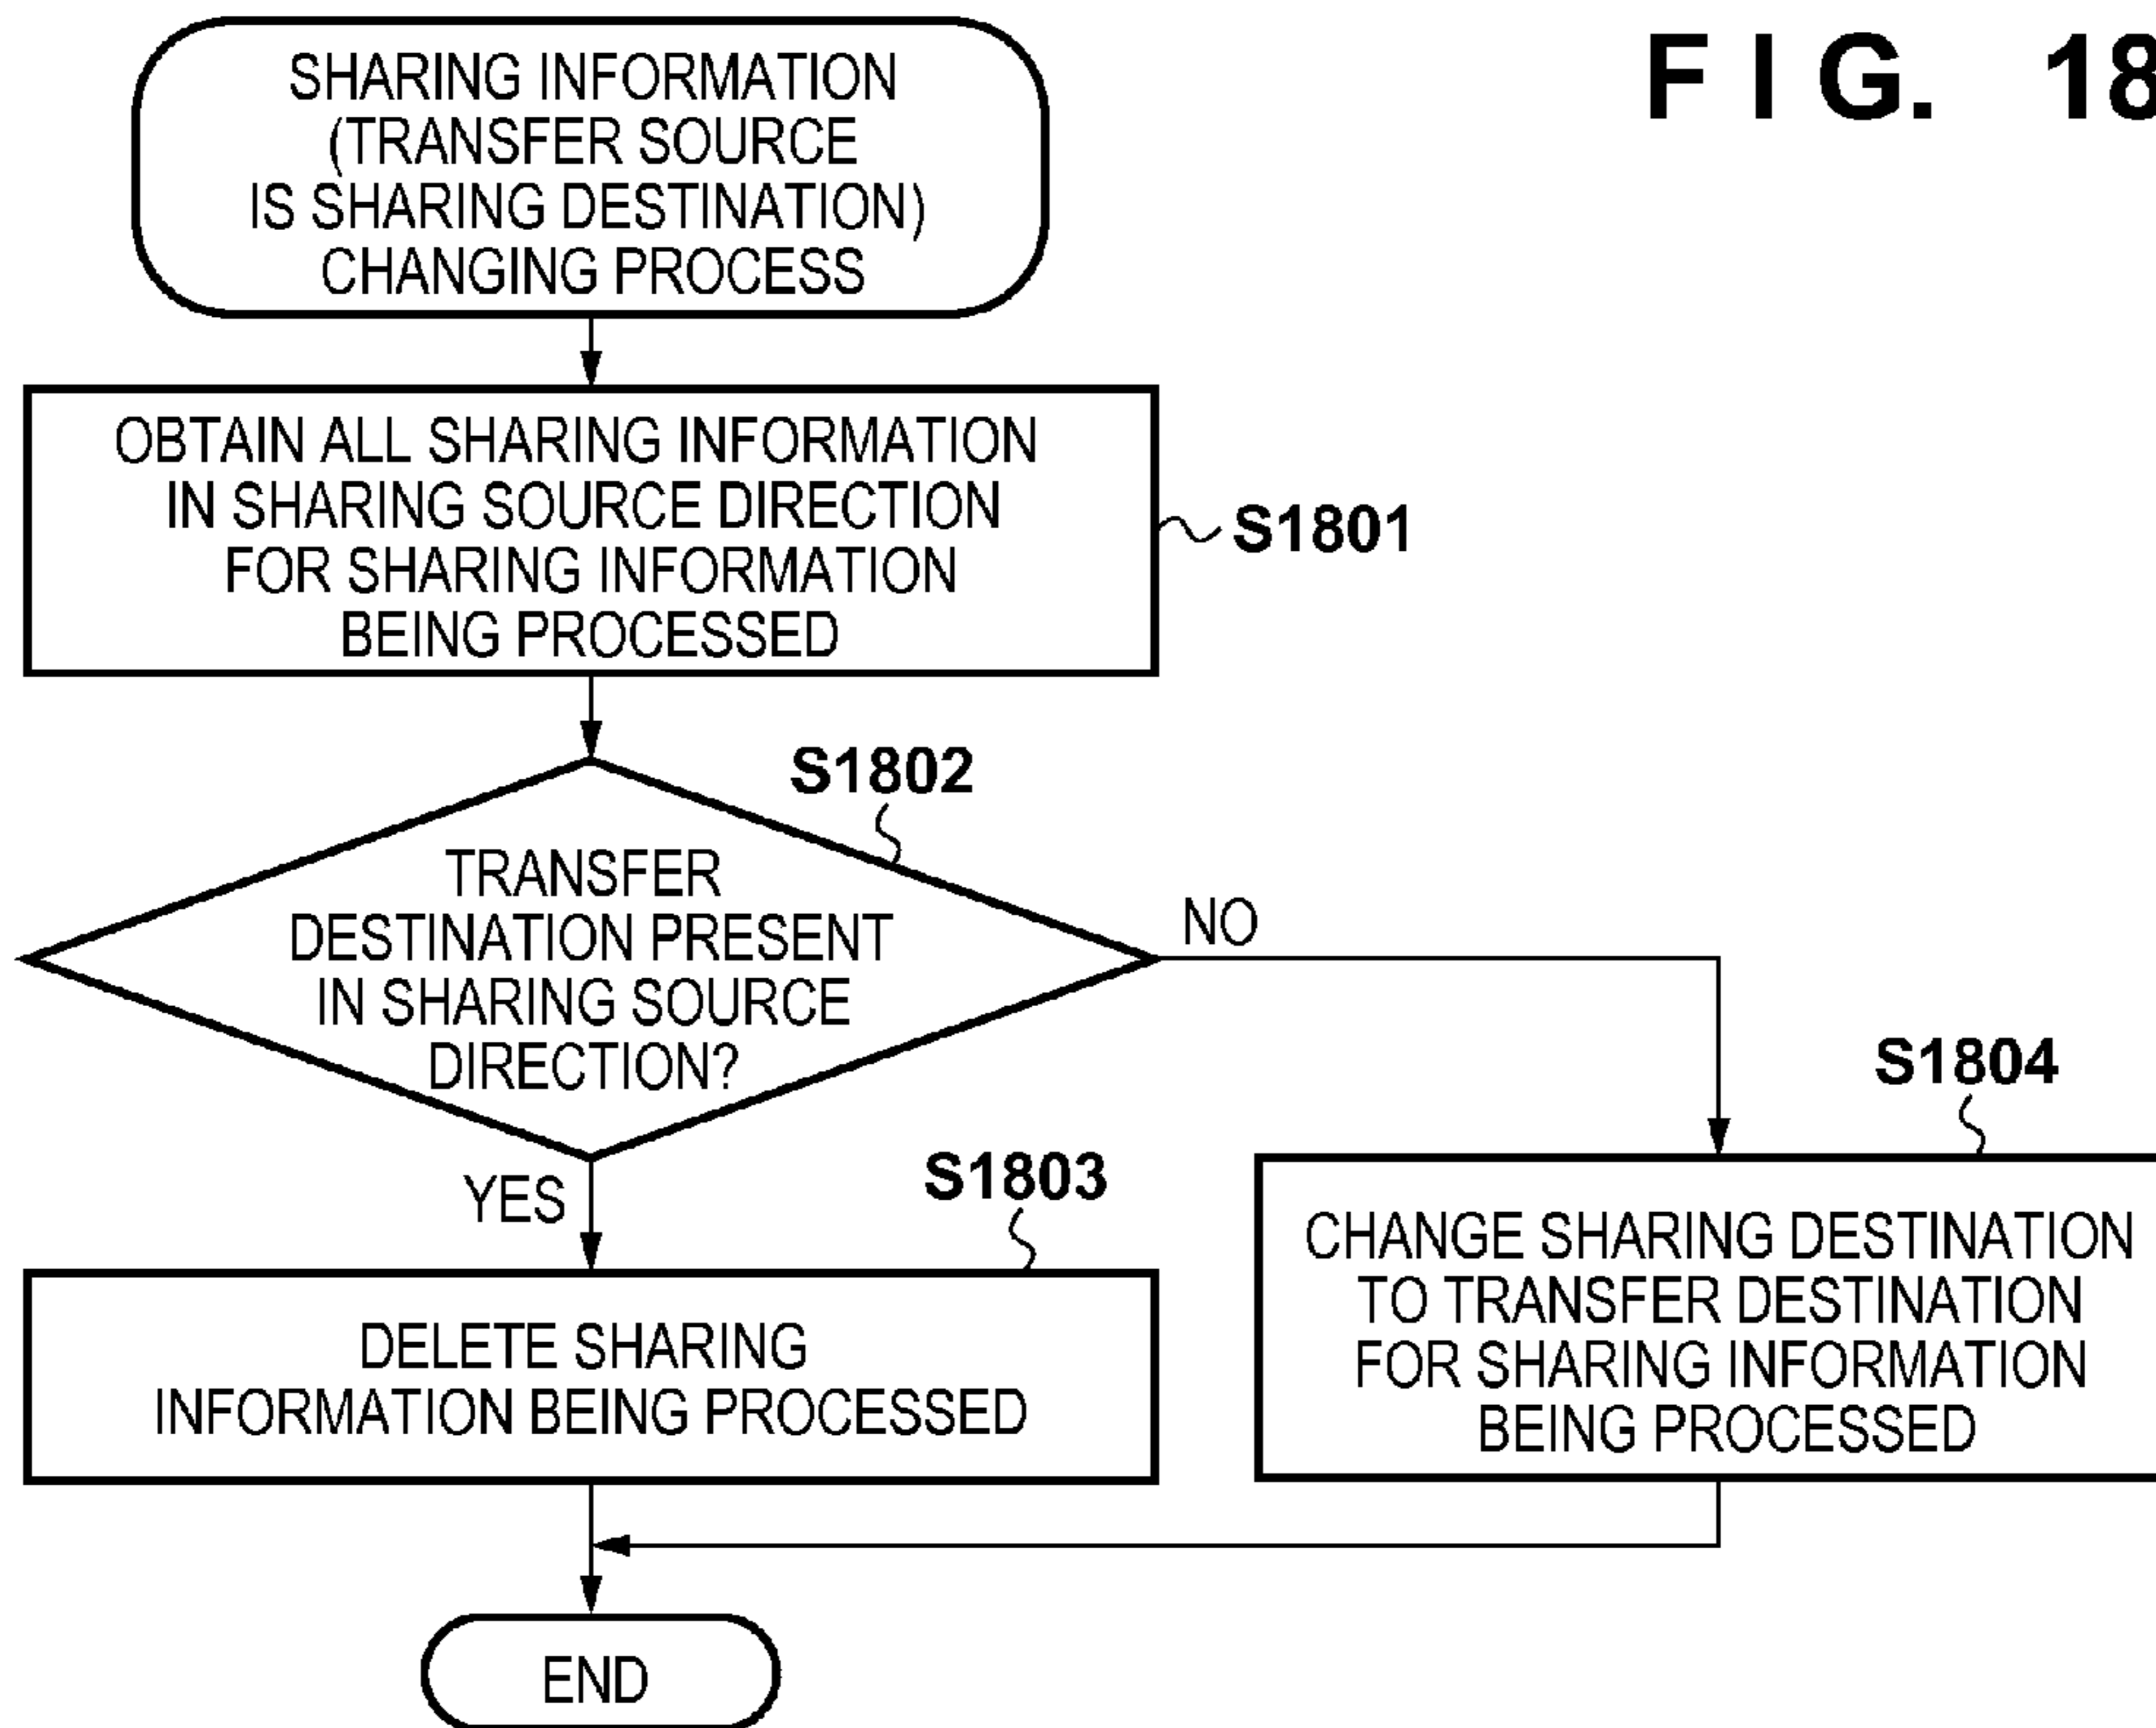 F I G. 18
SHARING INFORMATION
(TRANSFER SOURCE
IS SHARING DESTINATION)
CHANGING PROCESS
OBTAIN ALL SHARING INFORMATION
IN SHARING SOURCE DIRECTION
FOR SHARING INFORMATION
BEING PROCESSED
S1801
S1802
TRANSFER
DESTINATION PRESENT
IN SHARING SOURCE
DIRECTION?
NO
YES
S1803
DELETE SHARING
INFORMATION BEING PROCESSED
S1804
CHANGE SHARING DESTINATION
TO TRANSFER DESTINATION
FOR SHARING INFORMATION
BEING PROCESSED
END